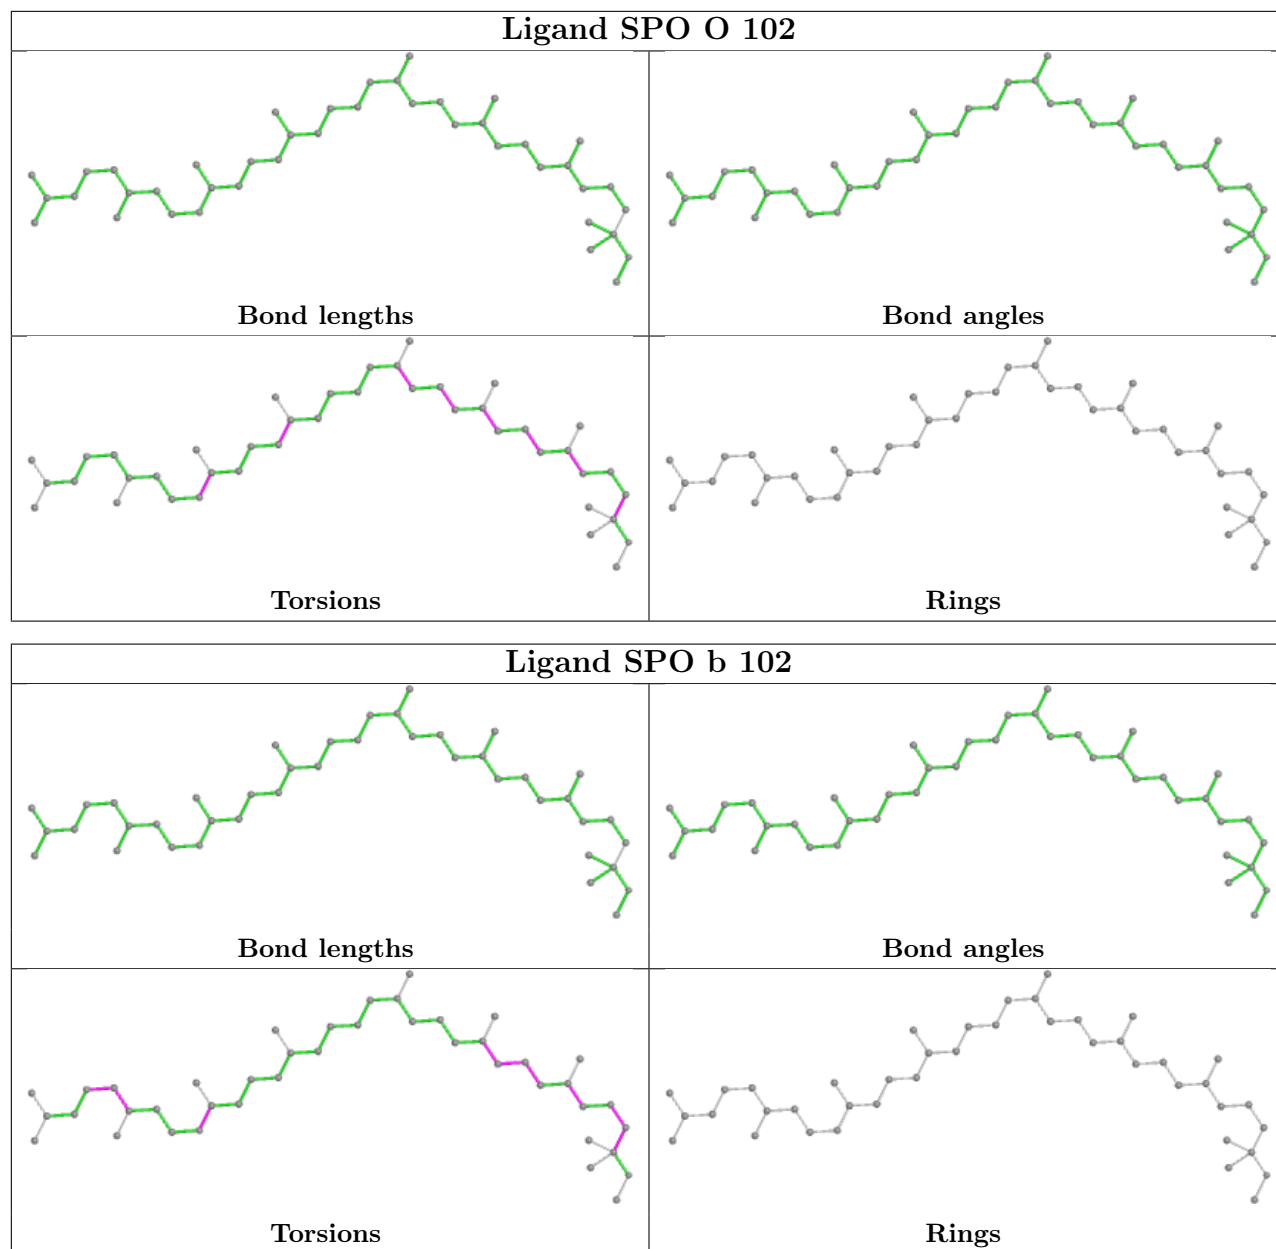 Ligand SPO O 102
Bond lengths
Bond angles
Torsions
Rings
Ligand SPO b 102
Bond lengths
Bond angles
Torsions
Rings